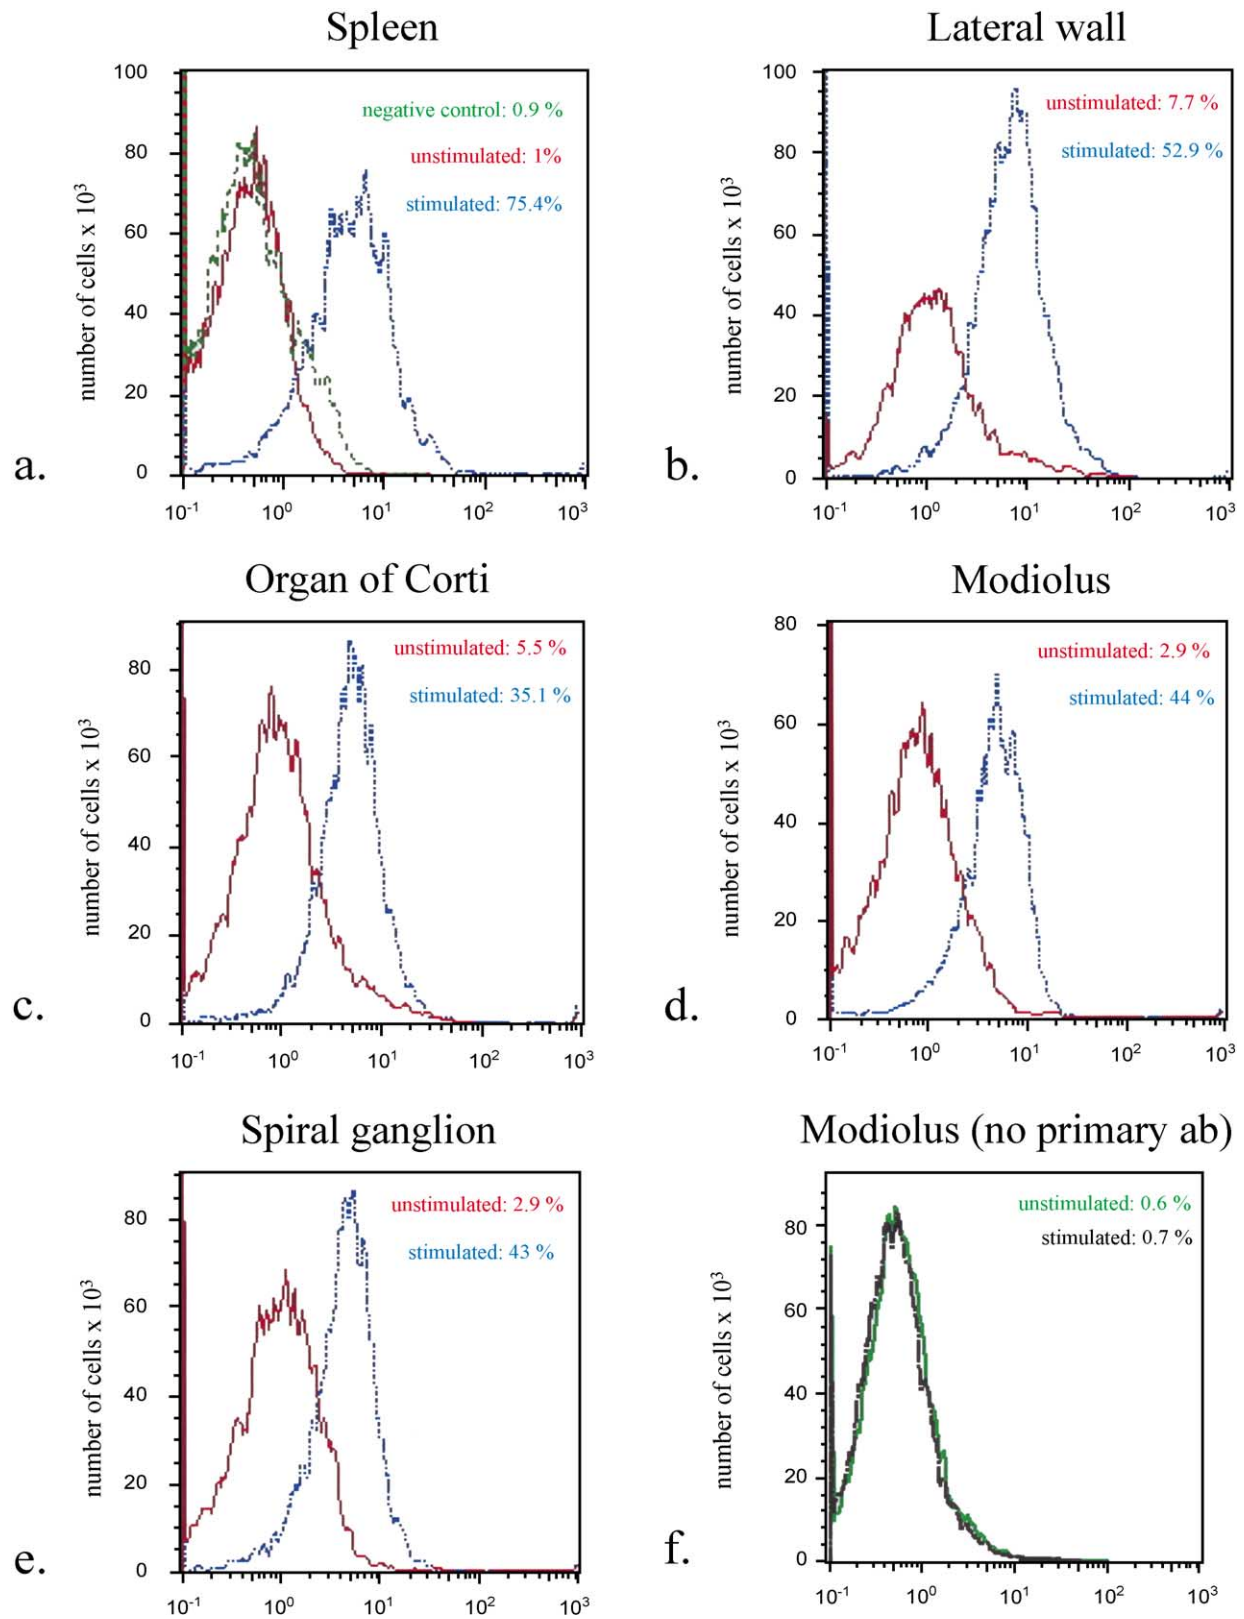 Spleen
number of cells x 10³
100
80
60
40
20
0
negative control: 0.9 %
unstimulated: 1%
stimulated: 75.4%
10⁻¹ 10⁰ 10¹ 10² 10³
a.
Lateral wall
number of cells x 10³
100
80
60
40
20
0
unstimulated: 7.7 %
stimulated: 52.9 %
10⁻¹ 10⁰ 10¹ 10² 10³
b.
Organ of Corti
number of cells x 10³
80
60
40
20
0
unstimulated: 5.5 %
stimulated: 35.1 %
10⁻¹ 10⁰ 10¹ 10² 10³
c.
Modiolus
number of cells x 10³
80
60
40
20
0
unstimulated: 2.9 %
stimulated: 44 %
10⁻¹ 10⁰ 10¹ 10² 10³
d.
Spiral ganglion
number of cells x 10³
80
60
40
20
0
unstimulated: 2.9 %
stimulated: 43 %
10⁻¹ 10⁰ 10¹ 10² 10³
e.
Modiolus (no primary ab)
number of cells x 10³
80
60
40
20
0
unstimulated: 0.6 %
stimulated: 0.7 %
10⁻¹ 10⁰ 10¹ 10² 10³
f.